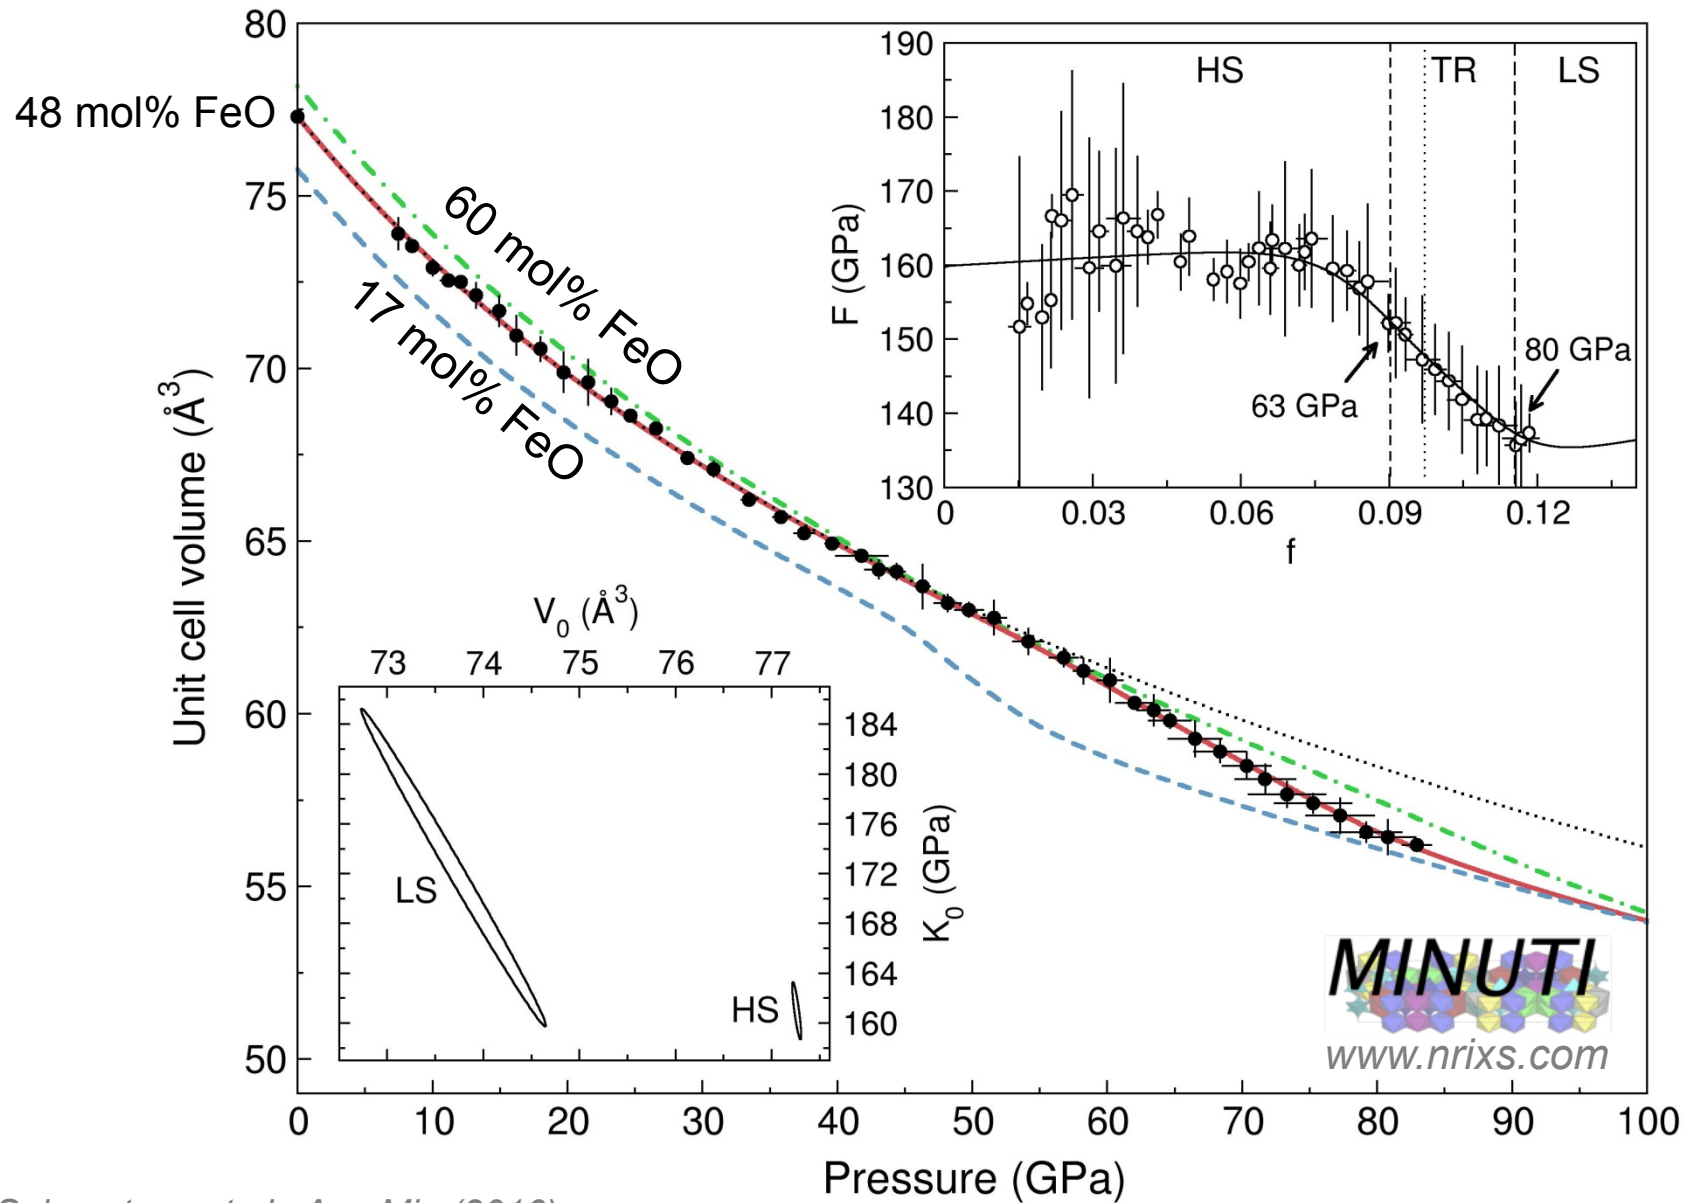 80
75
70
65
60
55
50
Unit cell volume (Å³)
48 mol% FeO
60 mol% FeO
17 mol% FeO
190
180
170
160
150
140
130
F (GPa)
HS
TR
LS
63 GPa
80 GPa
0
0.03
0.06
0.09
0.12
f
V₀ (Å³)
73
74
75
76
77
184
180
176
172
168
164
160
K₀ (GPa)
LS
HS
MINUTI
www.nrixs.com
0
10
20
30
40
50
60
70
80
90
100
Pressure (GPa)